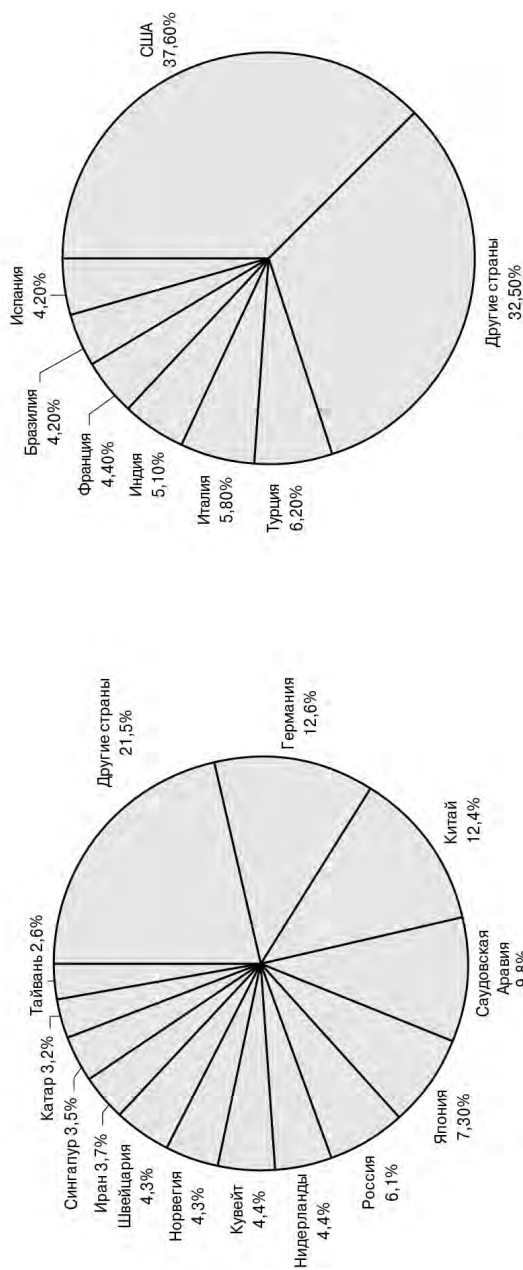 Другие страны
21,5%
Германия
12,6%
Китай
12,4%
Саудовская
Аравия
9,8%
Япония
7,30%
Россия
6,1%
Нидерланды
4,4%
Кувейт
4,4%
Норвегия
4,3%
Швейцария
4,3%
Иран 3,7%
Сингапур 3,5%
Катар 3,2%
Тайвань 2,6%
США
37,60%
Другие страны
32,50%
Турция
6,20%
Италия
5,80%
Индия
5,10%
Франция
4,40%
Бразилия
4,20%
Испания
4,20%